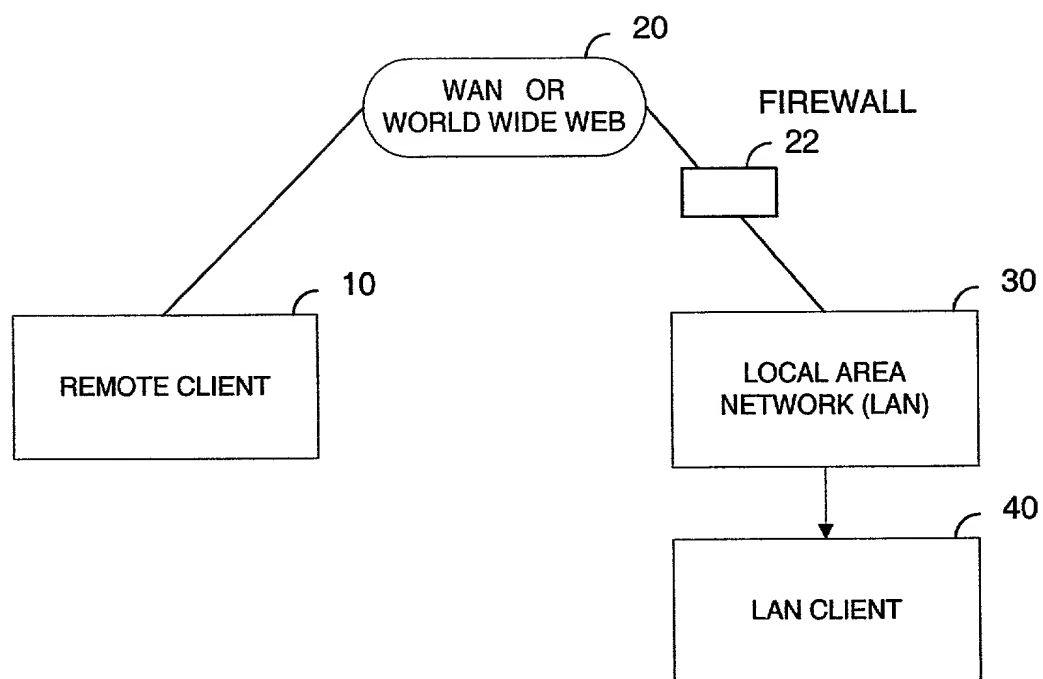 20
WAN OR
WORLD WIDE WEB
FIREWALL
22
10
30
REMOTE CLIENT
LOCAL AREA
NETWORK (LAN)
40
LAN CLIENT